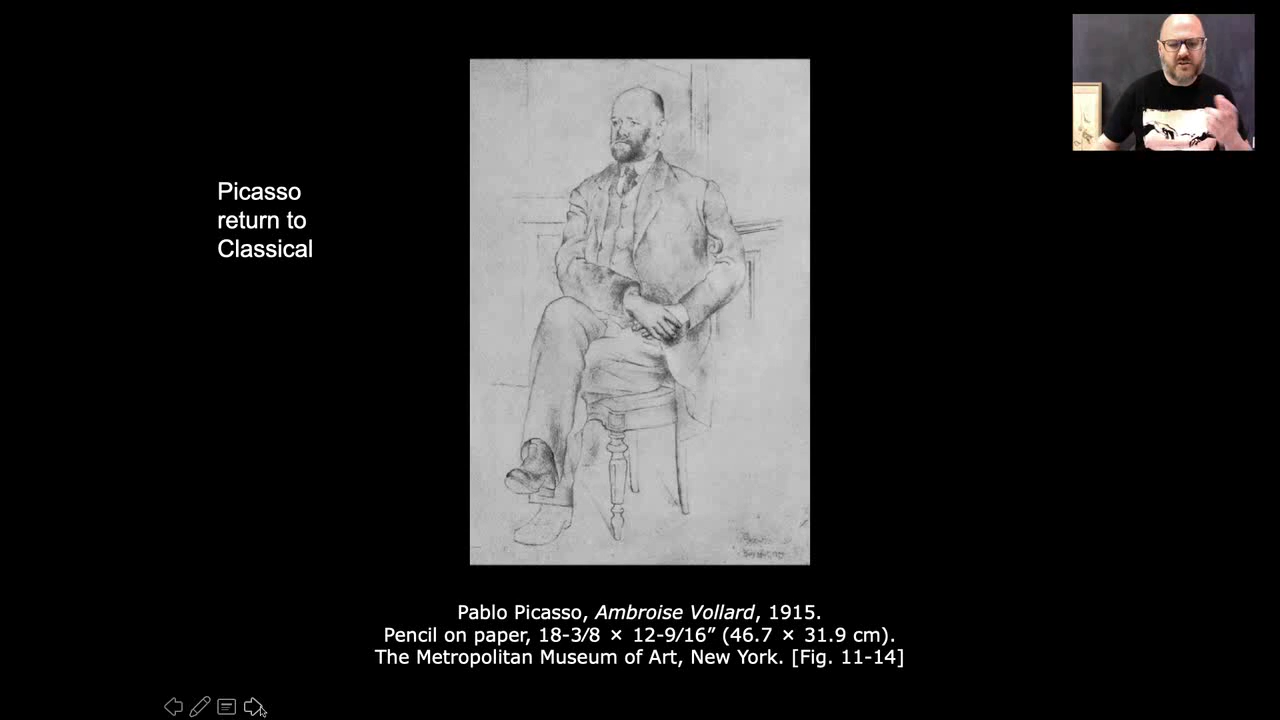 Picasso
return to
Classical
Pablo Picasso, Ambroise Vollard, 1915.
Pencil on paper, 18-3/8 × 12-9/16” (46.7 × 31.9 cm).
The Metropolitan Museum of Art, New York. [Fig. 11-14]